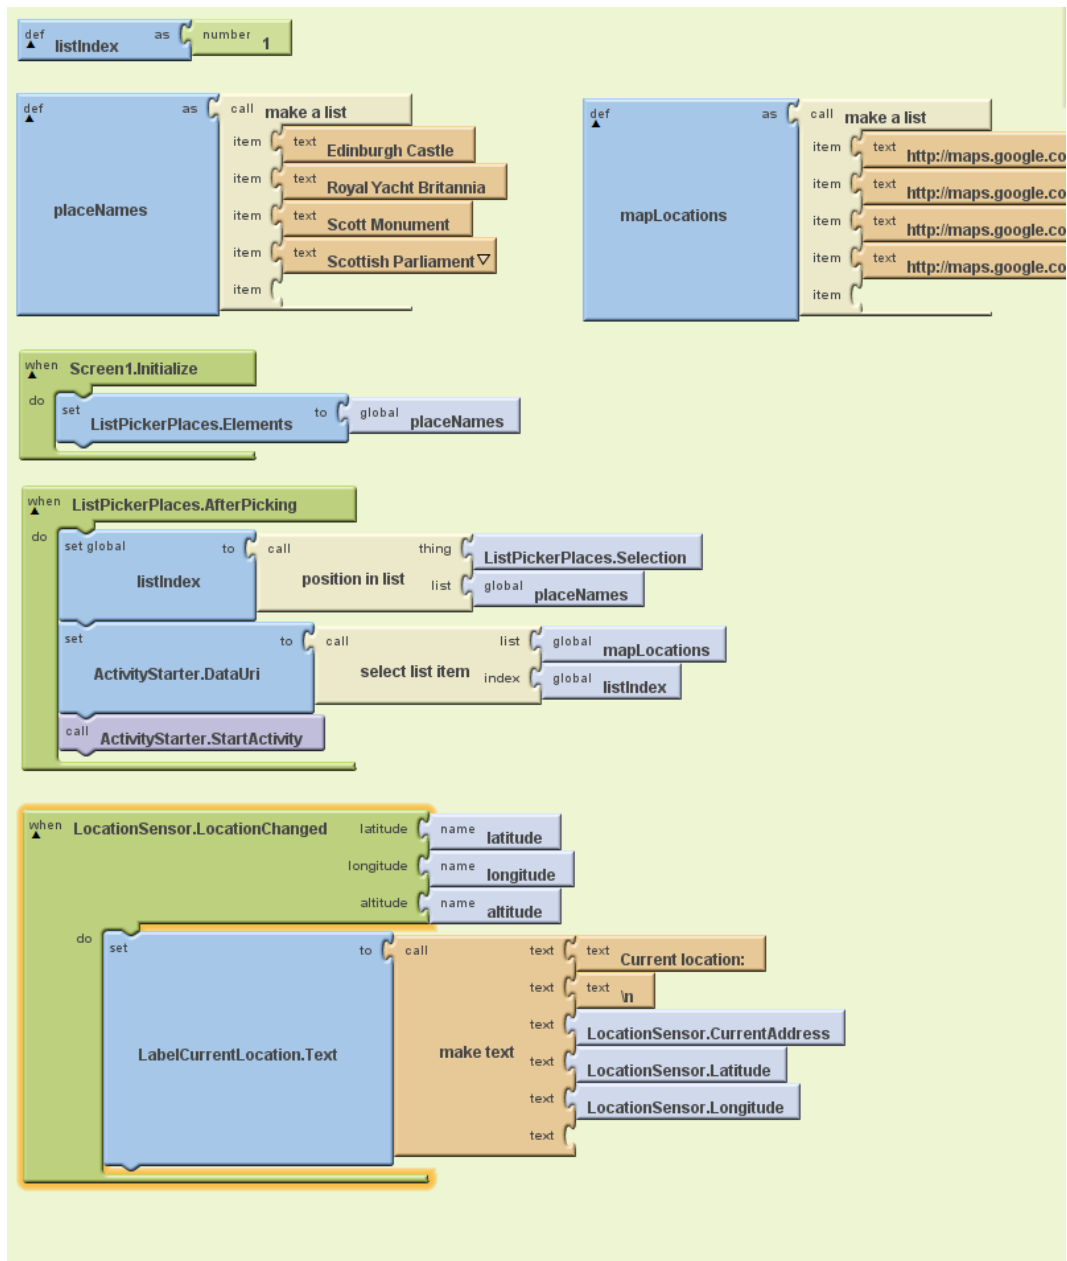 def listIndex as number 1
def placeNames as call make a list
item text Edinburgh Castle
item text Royal Yacht Britannia
item text Scott Monument
item text Scottish Parliament
item
def mapLocations as call make a list
item text http://maps.google.co
item text http://maps.google.co
item text http://maps.google.co
item text http://maps.google.co
item
when Screen1.Initialize
do set ListPickerPlaces.Elements to global placeNames
when ListPickerPlaces.AfterPicking
do set global listIndex to call position in list thing ListPickerPlaces.Selection
list global placeNames
set ActivityStarter.DataUri to call select list item list global mapLocations
index global listIndex
call ActivityStarter.StartActivity
when LocationSensor.LocationChanged latitude name latitude
longitude name longitude
altitude name altitude
do set LabelCurrentLocation.Text to call make text text text Current location:
text text \n
text LocationSensor.CurrentAddress
text LocationSensor.Latitude
text LocationSensor.Longitude
text